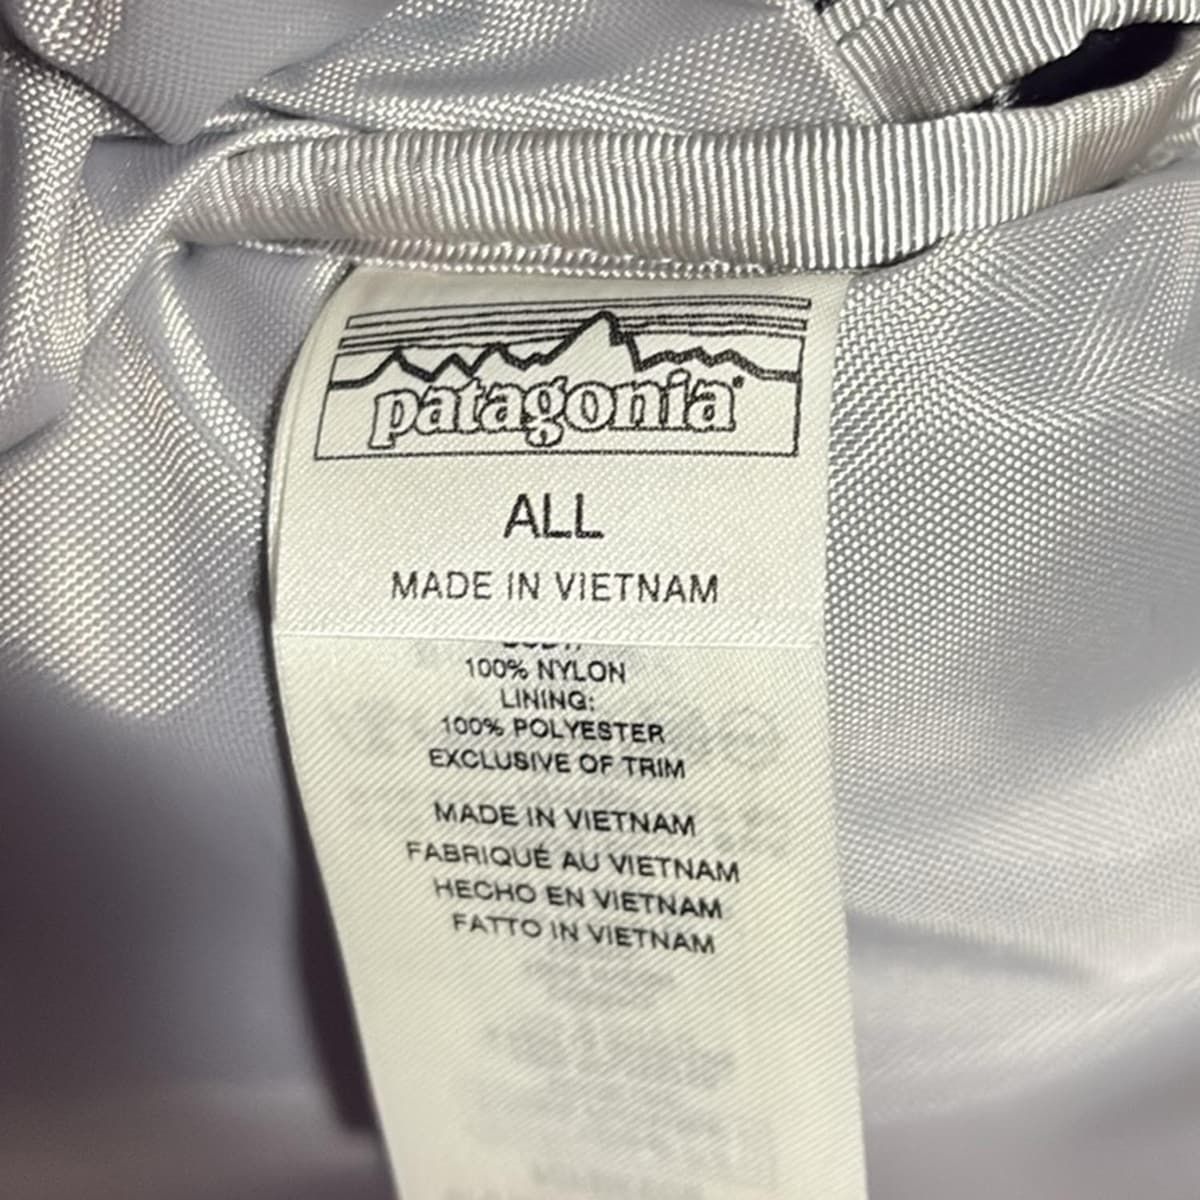 patagonia®
ALL
MADE IN VIETNAM
100% NYLON
LINING:
100% POLYESTER
EXCLUSIVE OF TRIM
MADE IN VIETNAM
FABRIQUÉ AU VIETNAM
HECHO EN VIETNAM
FATTO IN VIETNAM